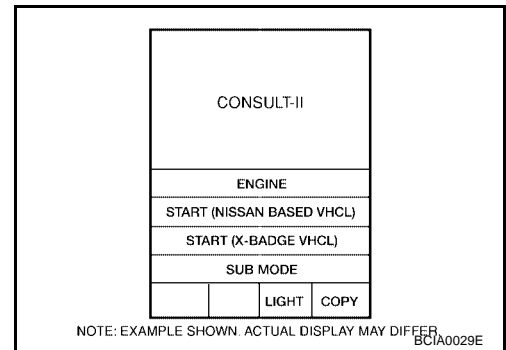 CONSULT-II
ENGINE
START (NISSAN BASED VHCL)
START (X-BADGE VHCL)
SUB MODE
LIGHT COPY
NOTE: EXAMPLE SHOWN. ACTUAL DISPLAY MAY DIFFER.
BCIA0029E